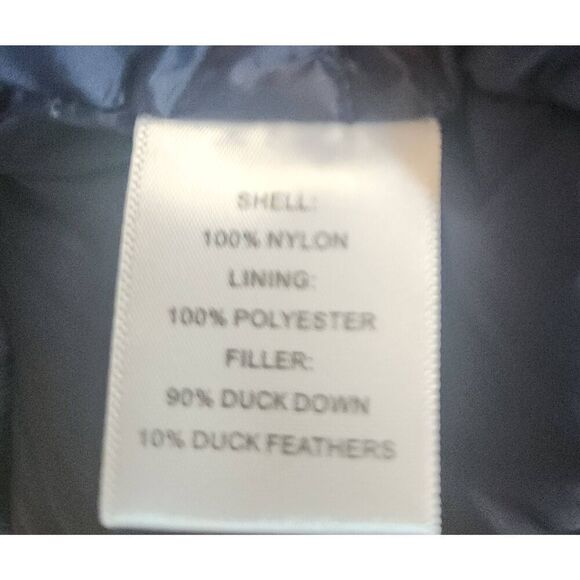 SHELL:
100% NYLON
LINING:
100% POLYESTER
FILLER:
90% DUCK DOWN
10% DUCK FEATHERS